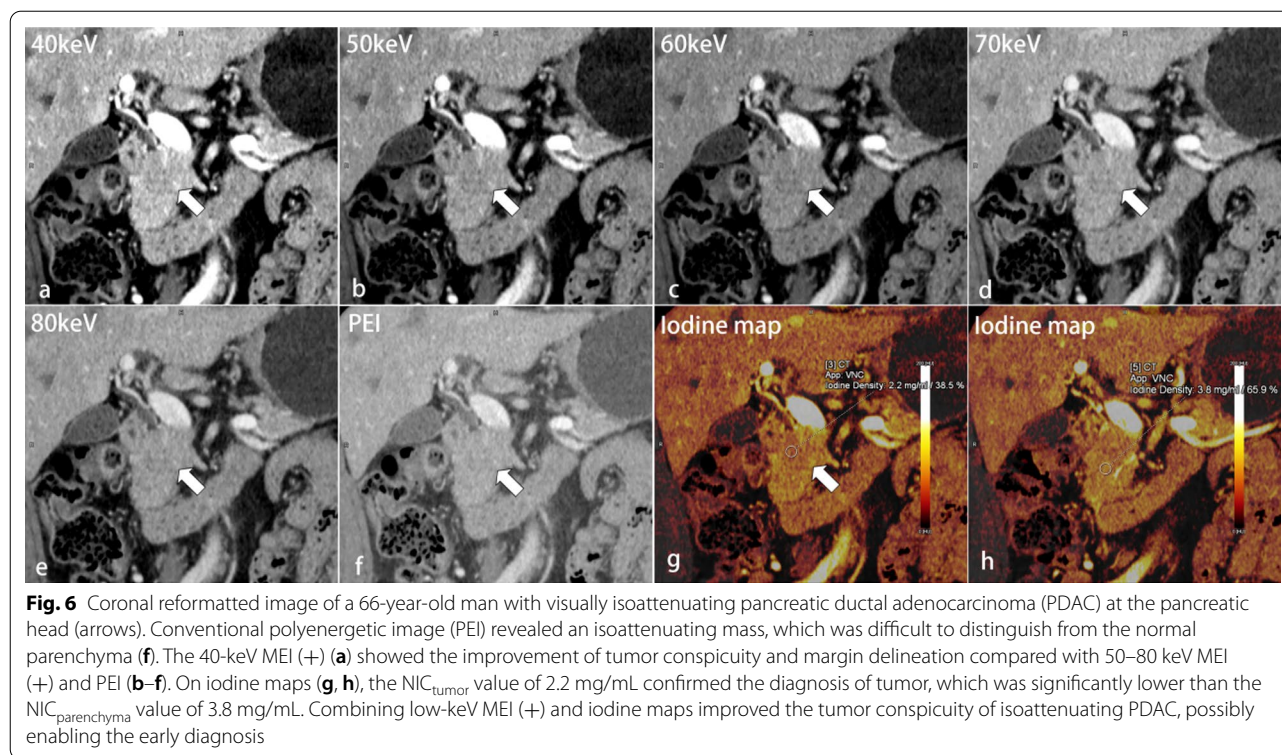 40keV
50keV
60keV
70keV
a
b
c
d
80keV
PEI
Iodine map
Iodine map
[3] CT
App. VNC
Iodine Density: 2.2 mg/ml / 38.5 %
[5] CT
App. VNC
Iodine Density: 3.8 mg/ml / 65.9 %
e
f
g
h
Fig. 6 Coronal reformatted image of a 66-year-old man with visually isoattenuating pancreatic ductal adenocarcinoma (PDAC) at the pancreatic
head (arrows). Conventional polyenergetic image (PEI) revealed an isoattenuating mass, which was difficult to distinguish from the normal
parenchyma (f). The 40-keV MEI (+) (a) showed the improvement of tumor conspicuity and margin delineation compared with 50–80 keV MEI
(+) and PEI (b–f). On iodine maps (g, h), the NICtumor value of 2.2 mg/mL confirmed the diagnosis of tumor, which was significantly lower than the
NICparenchyma value of 3.8 mg/mL. Combining low-keV MEI (+) and iodine maps improved the tumor conspicuity of isoattenuating PDAC, possibly
enabling the early diagnosis